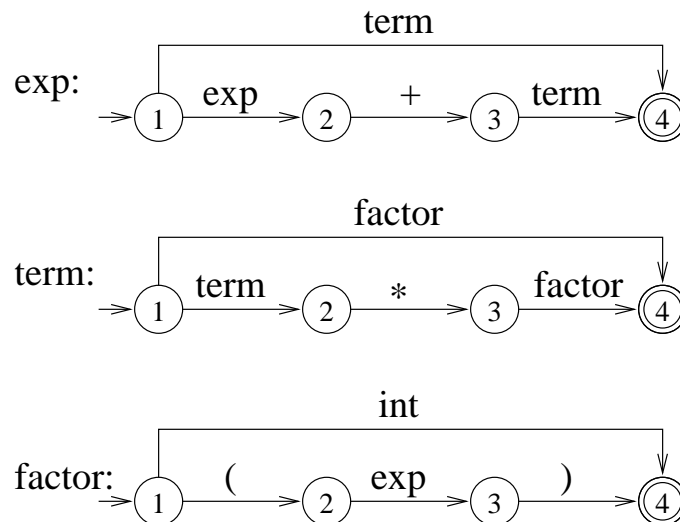 term
exp: exp + term
1 2 3 4
factor
term: term * factor
1 2 3 4
int
factor: ( exp )
1 2 3 4